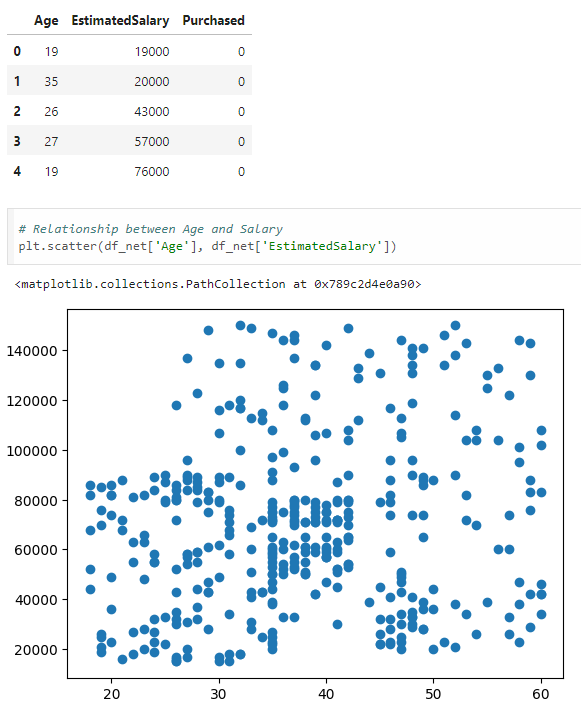 Age EstimatedSalary Purchased
0 19 19000 0
1 35 20000 0
2 26 43000 0
3 27 57000 0
4 19 76000 0
# Relationship between Age and Salary
plt.scatter(df_net['Age'], df_net['EstimatedSalary'])
<matplotlib.collections.PathCollection at 0x789c2d4e0a90>
140000
120000
100000
80000
60000
40000
20000
20 30 40 50 60